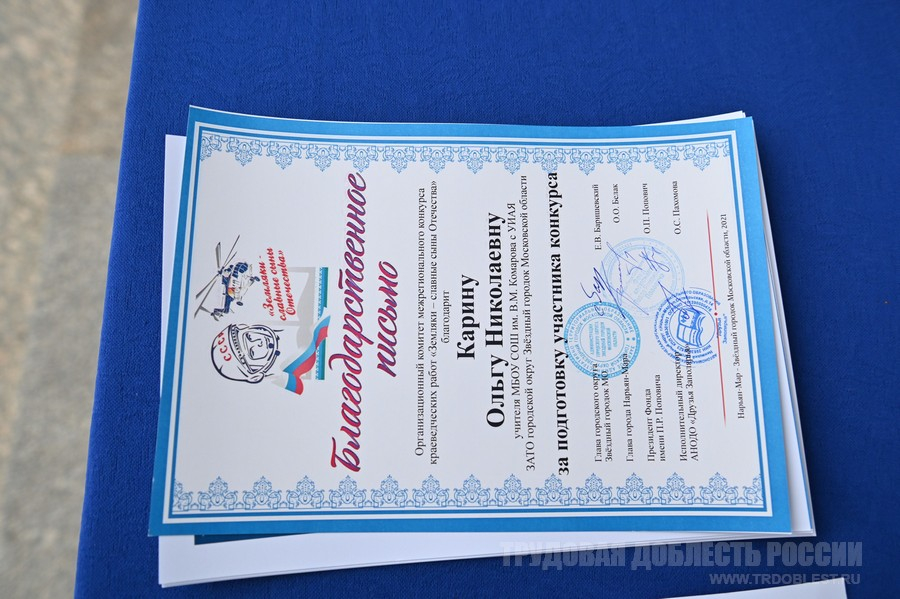 СССР
«Земляки -
славные сыны
Отечества»
Благодарственное
письмо
Организационный комитет межрегионального конкурса
краеведческих работ «Земляки – славные сыны Отечества»
благодарит
Карину
Ольгу Николаевну
учителя МБОУ СОШ им. В.М. Комарова с УИАЯ
ЗАТО городской округ Звёздный городок Московской области
за подготовку участника конкурса
Глава городского округа
Звёздный городок МО
Е.В. Баришевский
Глава города Нарьян-Мара
О.О. Белак
Президент Фонда
имени П.Р. Поповича
О.П. Попович
Исполнительный директор
АНОДО «Друзья Заполярья»
О.С. Пахомова
Нарьян-Мар - Звёздный городок Московской области, 2021
ТРУДОВАЯ ДОБЛЕСТЬ РОССИИ
WWW.TRDOBLEST.RU